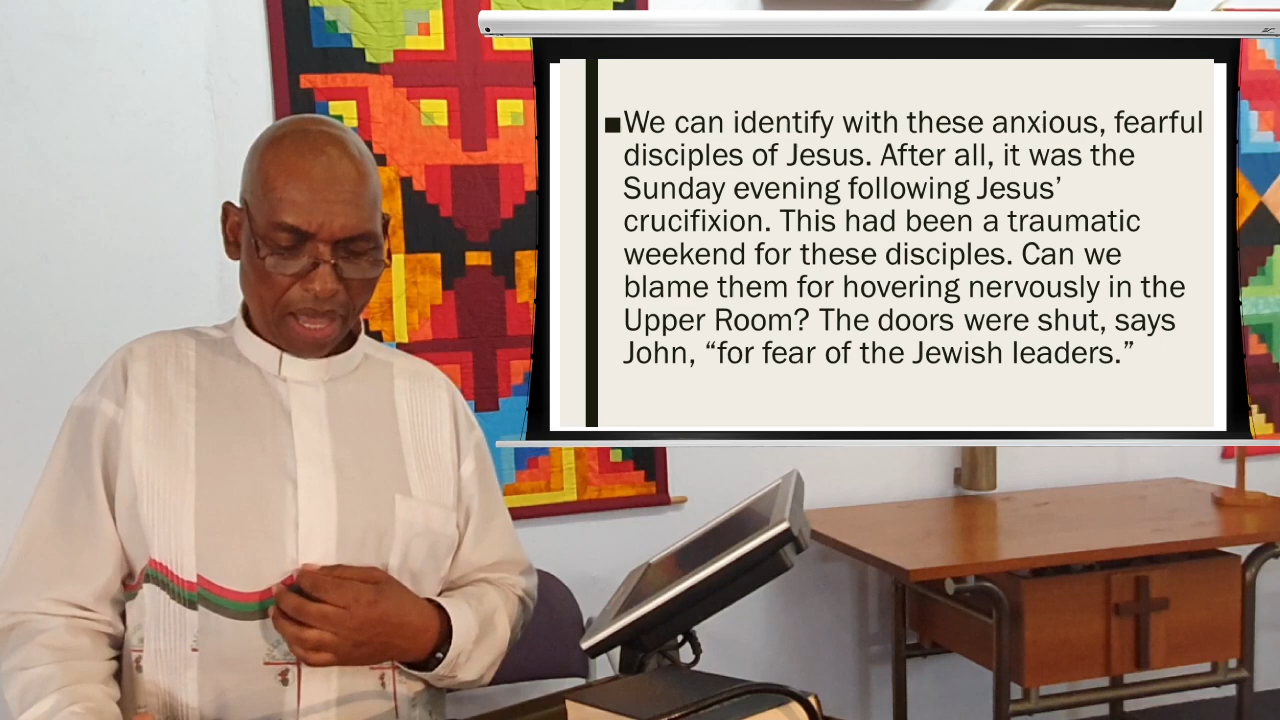 ■We can identify with these anxious, fearful
disciples of Jesus. After all, it was the
Sunday evening following Jesus’
crucifixion. This had been a traumatic
weekend for these disciples. Can we
blame them for hovering nervously in the
Upper Room? The doors were shut, says
John, “for fear of the Jewish leaders.”